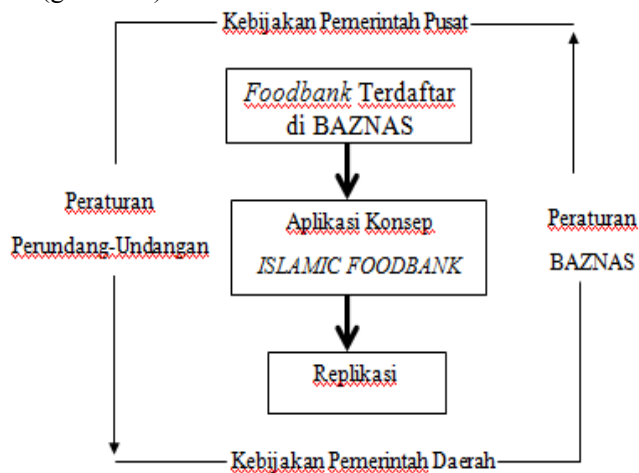 Kebijakan Pemerintah Pusat
Foodbank Terdaftar
di BAZNAS
Peraturan
Perundang-Undangan
Aplikasi Konsep
ISLAMIC FOODBANK
Peraturan
BAZNAS
Replikasi
Kebijakan Pemerintah Daerah